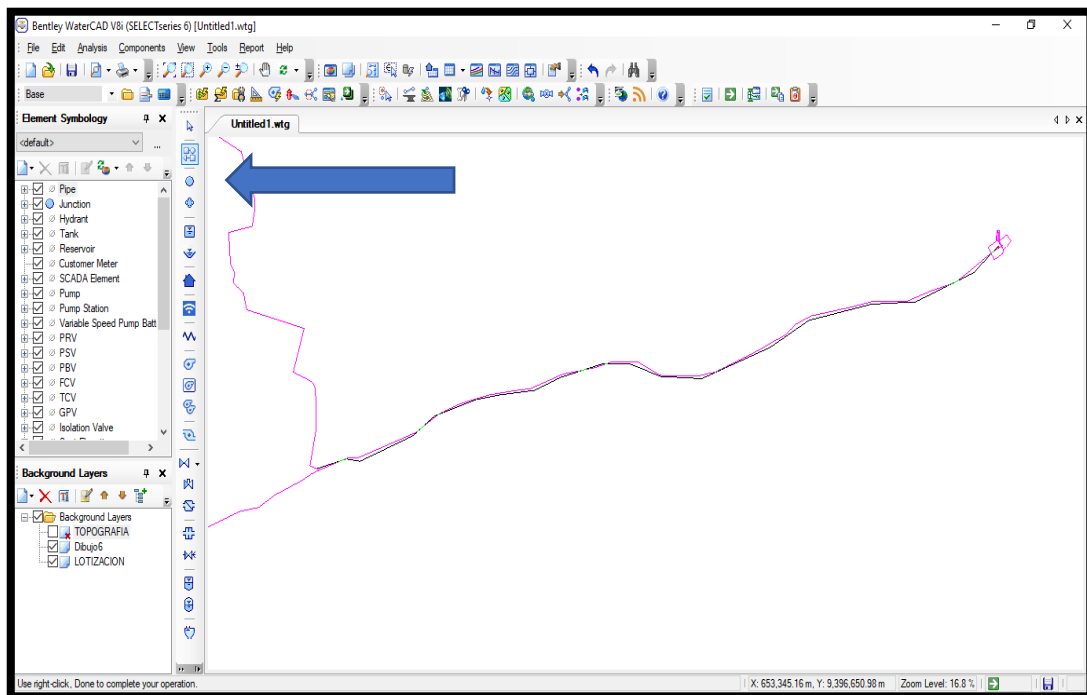 Bentley WaterCAD V8i (SELECTseries 6) [Untitled1.wtg]
File Edit Analysis Components View Tools Report Help
Base
Element Symbology
<default>
...
Pipe
Junction
Hydrant
Tank
Reservoir
Customer Meter
SCADA Element
Pump
Pump Station
Variable Speed Pump Batt
PRV
PSV
PBV
FCV
TCV
GPV
Isolation Valve
Background Layers
Background Layers
TOPOGRAFIA
Dibujo6
LOTIZACION
Untitled1.wtg
Use right-click, Done to complete your operation.
X: 653,345.16 m, Y: 9,396,650.98 m
Zoom Level: 16.8 %